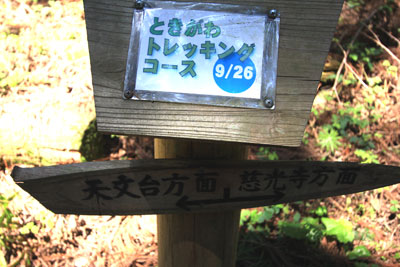 ときがわ
トレッキング
コース
9/26
天文台方面 慈光寺方面
←